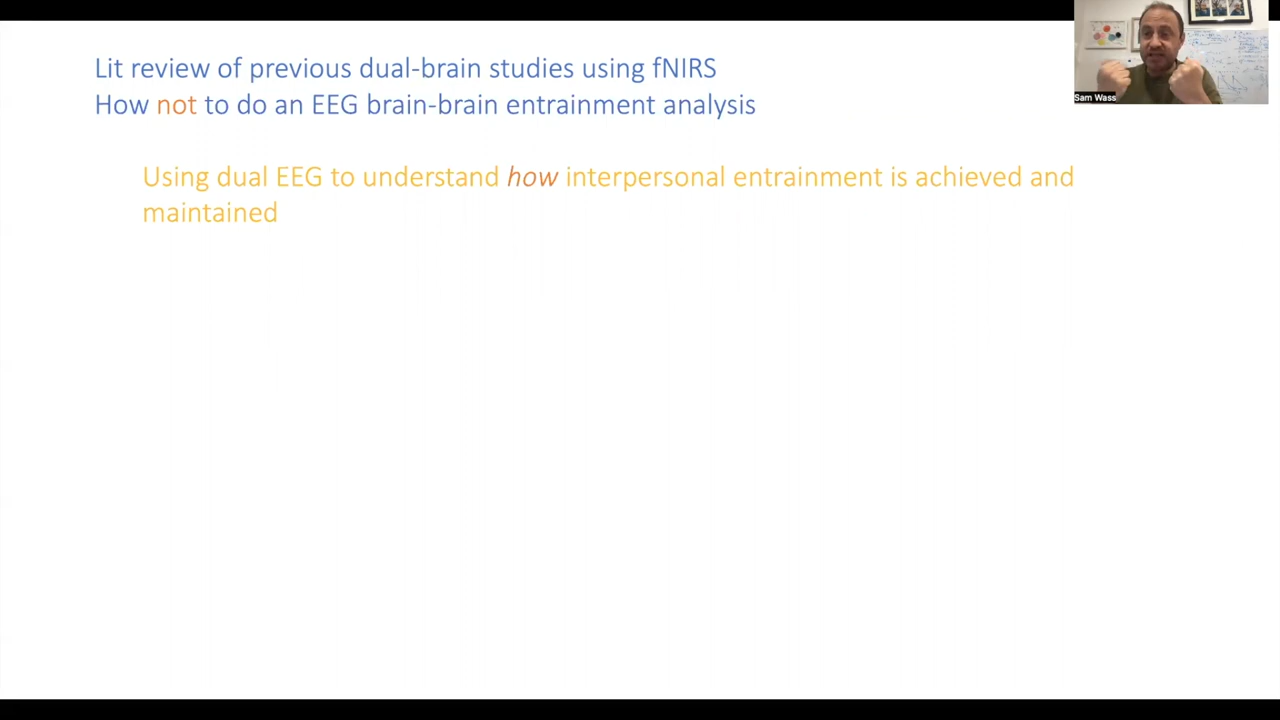 Lit review of previous dual-brain studies using fNIRS
How not to do an EEG brain-brain entrainment analysis
Using dual EEG to understand how interpersonal entrainment is achieved and
maintained
Sam Wass